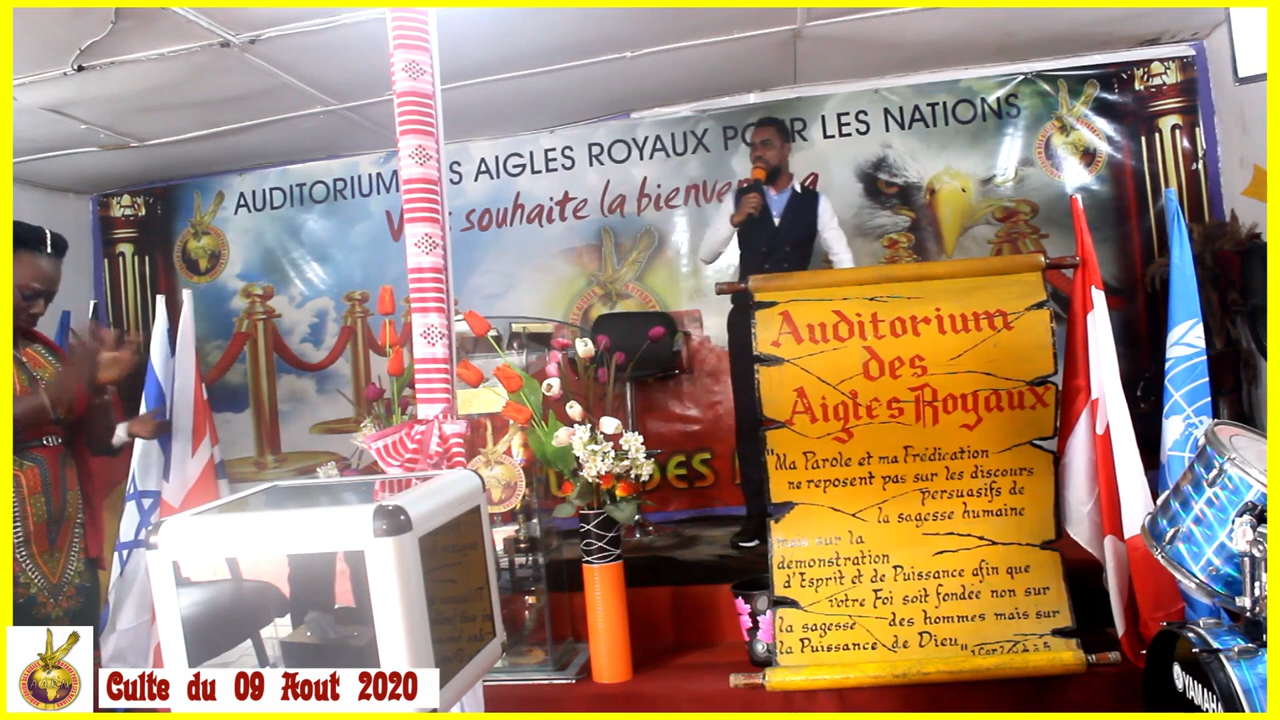 AUDITORIUM S AIGLES ROYAUX POUR LES NATIONS
souhaite la
Auditorium
des
Aigles Royaux
"Ma Parole et ma Prédication
ne reposent pas sur les discours
persuasifs de
la sagesse humaine
mais sur la
demonstration
d'Esprit et de Puissance afin que
votre Foi soit fondée non sur
la sagesse des hommes mais sur
la Puissance de Dieu"
DES
YAMAHA
Culte du 09 Aout 2020